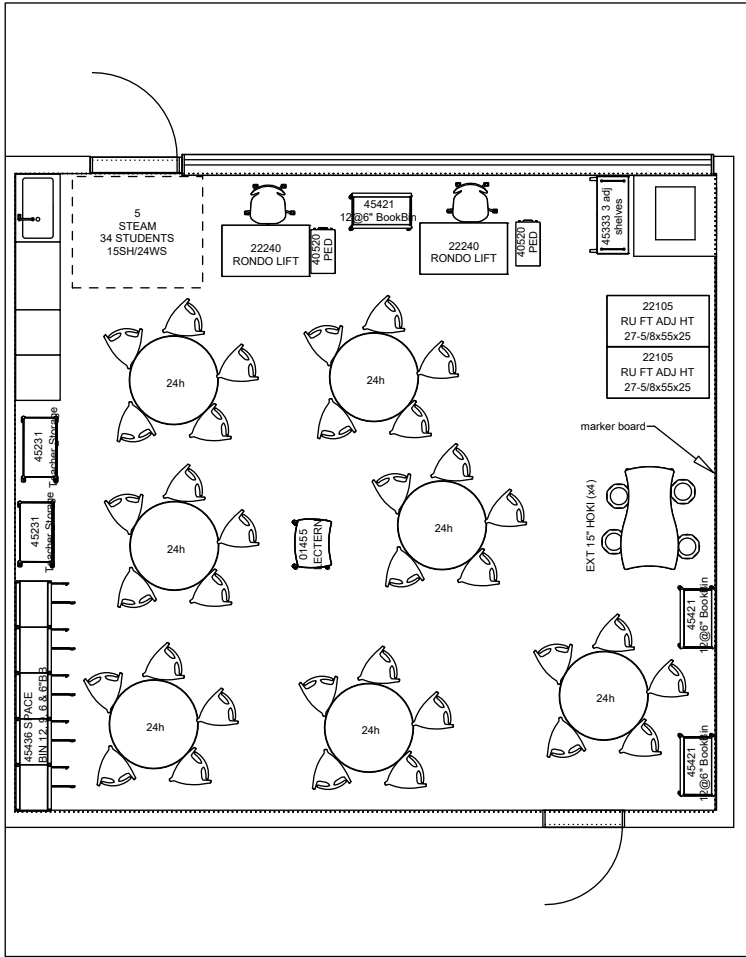 5
STEAM
34 STUDENTS
15SH/24WS
22240
RONDO LIFT
40520
PED
45421
12@6" BookBin
22240
RONDO LIFT
40520
PED
45333 3 adj
shelves
22105
RU FT ADJ HT
27-5/8x55x25
22105
RU FT ADJ HT
27-5/8x55x25
marker board
24h
24h
45231
Teacher Storage
45231
Teacher Storage
24h
01455
LECTERN
24h
EXT 15" HOKI (x4)
45421
12@6" BookBin
45436 SPACE
BIN 12, 9, 6 & 6"BB
24h
24h
24h
45421
12@6" BookBin